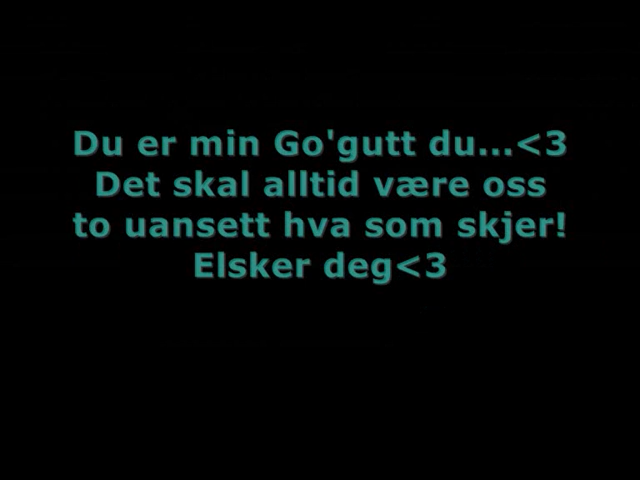 Du er min Go'gutt du...<3
Det skal alltid være oss
to uansett hva som skjer!
Elsker deg<3